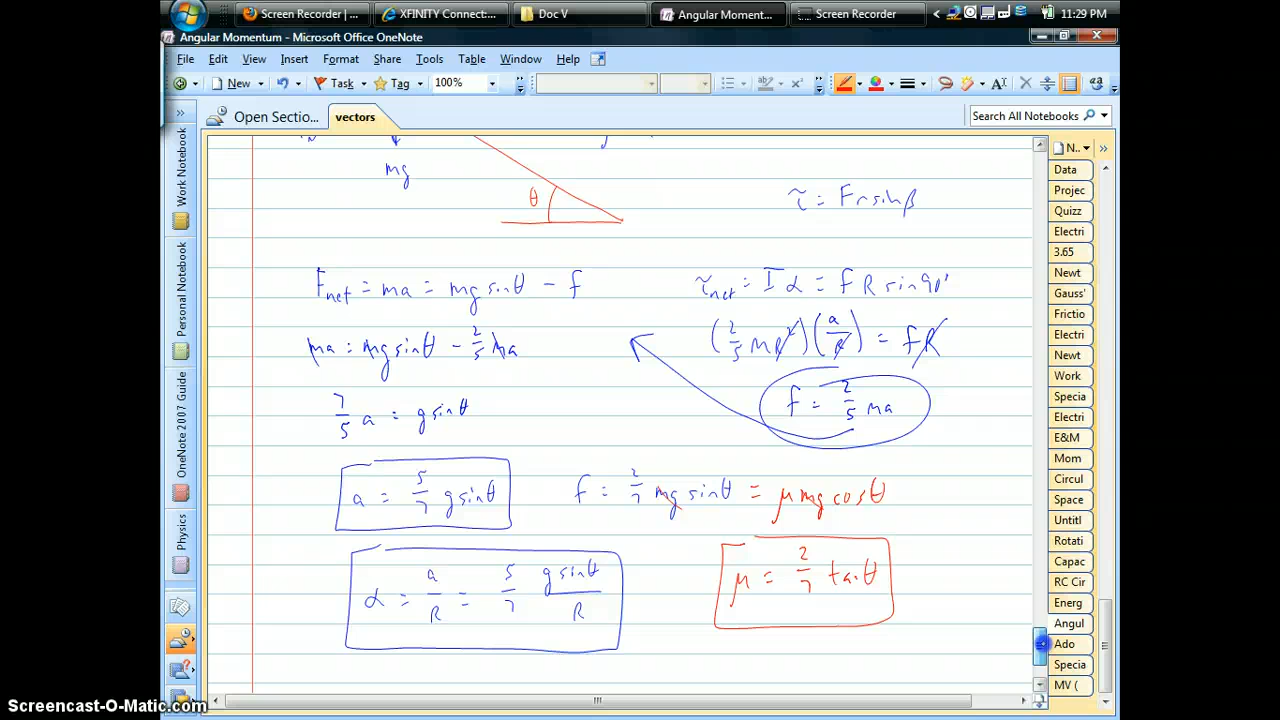 Screen Recorder | ...
XFINITY Connect:...
Doc V
Angular Moment...
Screen Recorder
11:29 PM
Angular Momentum - Microsoft Office OneNote
File Edit View Insert Format Share Tools Table Window Help
New Task Tag 100%
Open Sectio...
vectors
Search All Notebooks
Work Notebook
Personal Notebook
OneNote 2007 Guide
Physics
N..
Data
Projec
Quizz
Electri
3.65
Newt
Gauss'
Frictio
Electri
Newt
Work
Specia
Electri
E&M
Mom
Circul
Space
Untitl
Rotati
Capac
RC Cir
Energ
Angul
Ado
Specia
MV (
mg
θ
τ = Fr sin β
F_net = ma = mg sinθ - f
τ_net = I α = f R sin 90°
ma = mg sinθ - 2/5 ma
(2/5 MR²)(a/R) = fR
f = 2/5 ma
7/5 a = g sinθ
a = 5/7 g sinθ
f = 2/7 mg sinθ = μ mg cosθ
α = a/R = 5/7 g sinθ/R
μ = 2/7 tanθ
Screencast-O-Matic.com